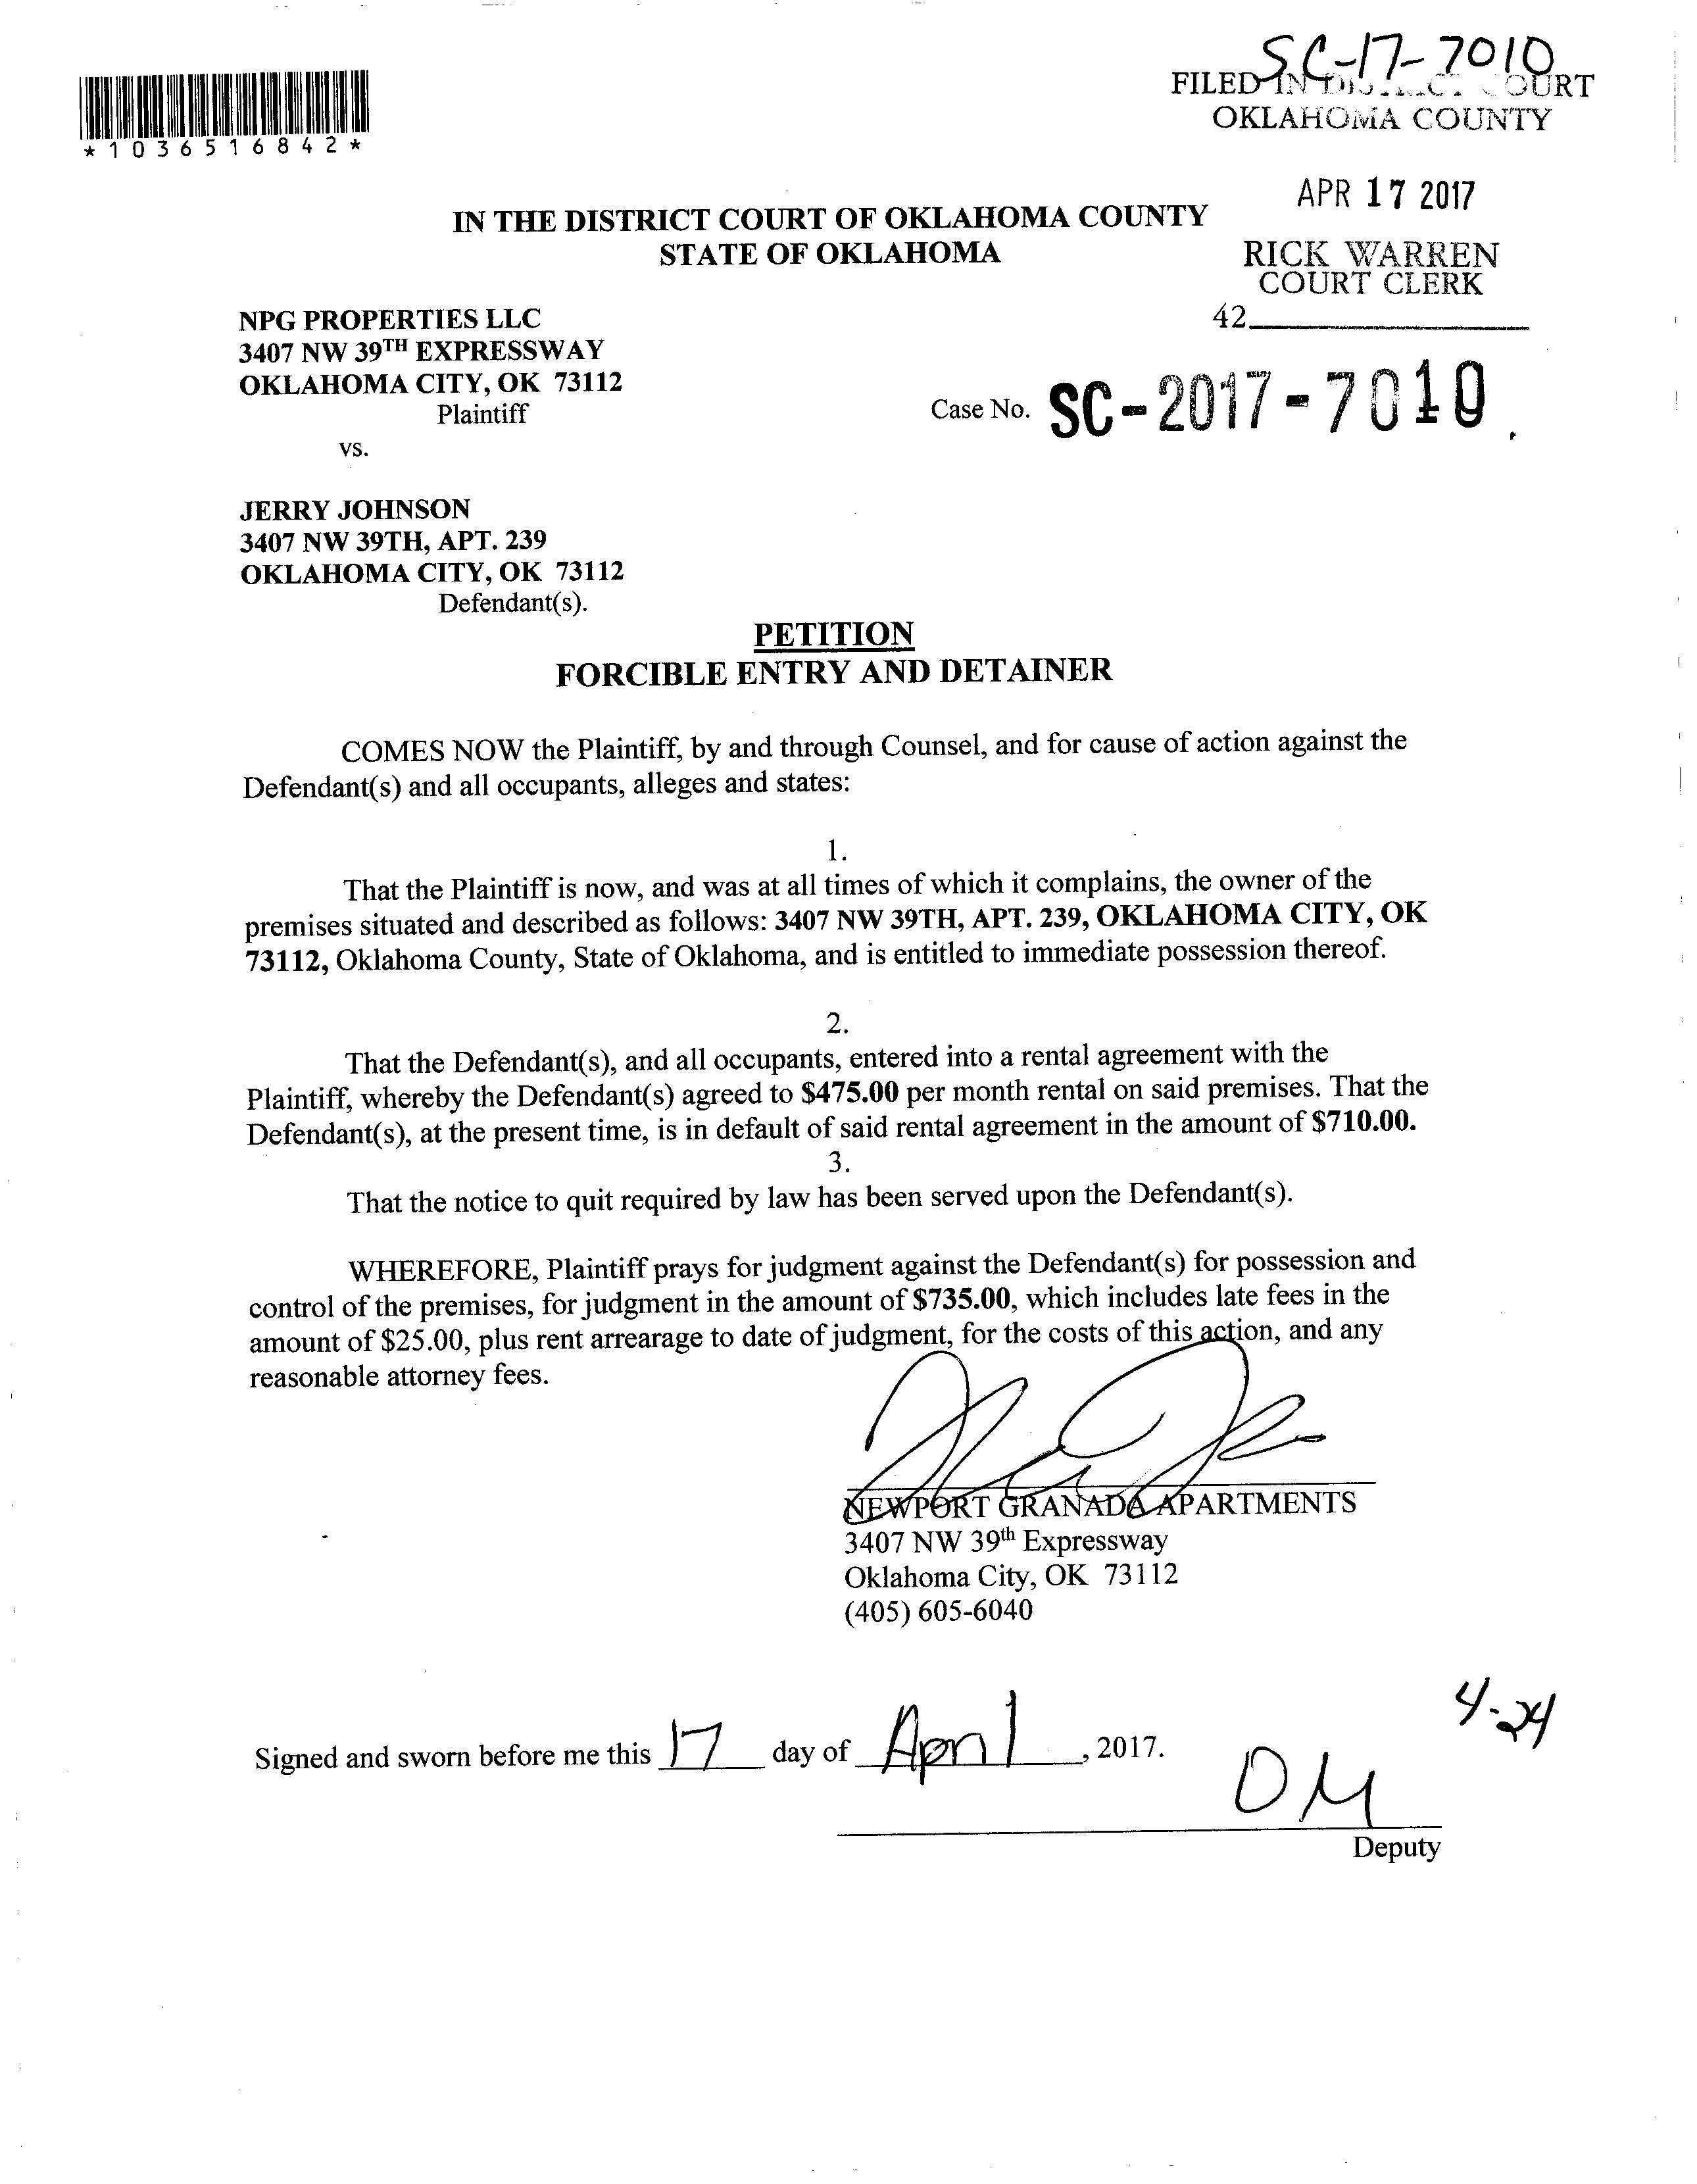 SC-17-7010
FILED IN DISTRICT COURT
OKLAHOMA COUNTY
*1036516842*
APR 17 2017
IN THE DISTRICT COURT OF OKLAHOMA COUNTY
STATE OF OKLAHOMA
RICK WARREN
COURT CLERK
42
NPG PROPERTIES LLC
3407 NW 39TH EXPRESSWAY
OKLAHOMA CITY, OK 73112
Plaintiff
Case No. SC-2017-7010
vs.
JERRY JOHNSON
3407 NW 39TH, APT. 239
OKLAHOMA CITY, OK 73112
Defendant(s).
PETITION
FORCIBLE ENTRY AND DETAINER
COMES NOW the Plaintiff, by and through Counsel, and for cause of action against the
Defendant(s) and all occupants, alleges and states:
1.
That the Plaintiff is now, and was at all times of which it complains, the owner of the
premises situated and described as follows: 3407 NW 39TH, APT. 239, OKLAHOMA CITY, OK
73112, Oklahoma County, State of Oklahoma, and is entitled to immediate possession thereof.
2.
That the Defendant(s), and all occupants, entered into a rental agreement with the
Plaintiff, whereby the Defendant(s) agreed to $475.00 per month rental on said premises. That the
Defendant(s), at the present time, is in default of said rental agreement in the amount of $710.00.
3.
That the notice to quit required by law has been served upon the Defendant(s).
WHEREFORE, Plaintiff prays for judgment against the Defendant(s) for possession and
control of the premises, for judgment in the amount of $735.00, which includes late fees in the
amount of $25.00, plus rent arrearage to date of judgment, for the costs of this action, and any
reasonable attorney fees.
NEWPORT GRANADA APARTMENTS
3407 NW 39th Expressway
Oklahoma City, OK 73112
(405) 605-6040
4-24
Signed and sworn before me this 17 day of April, 2017.
DM
Deputy